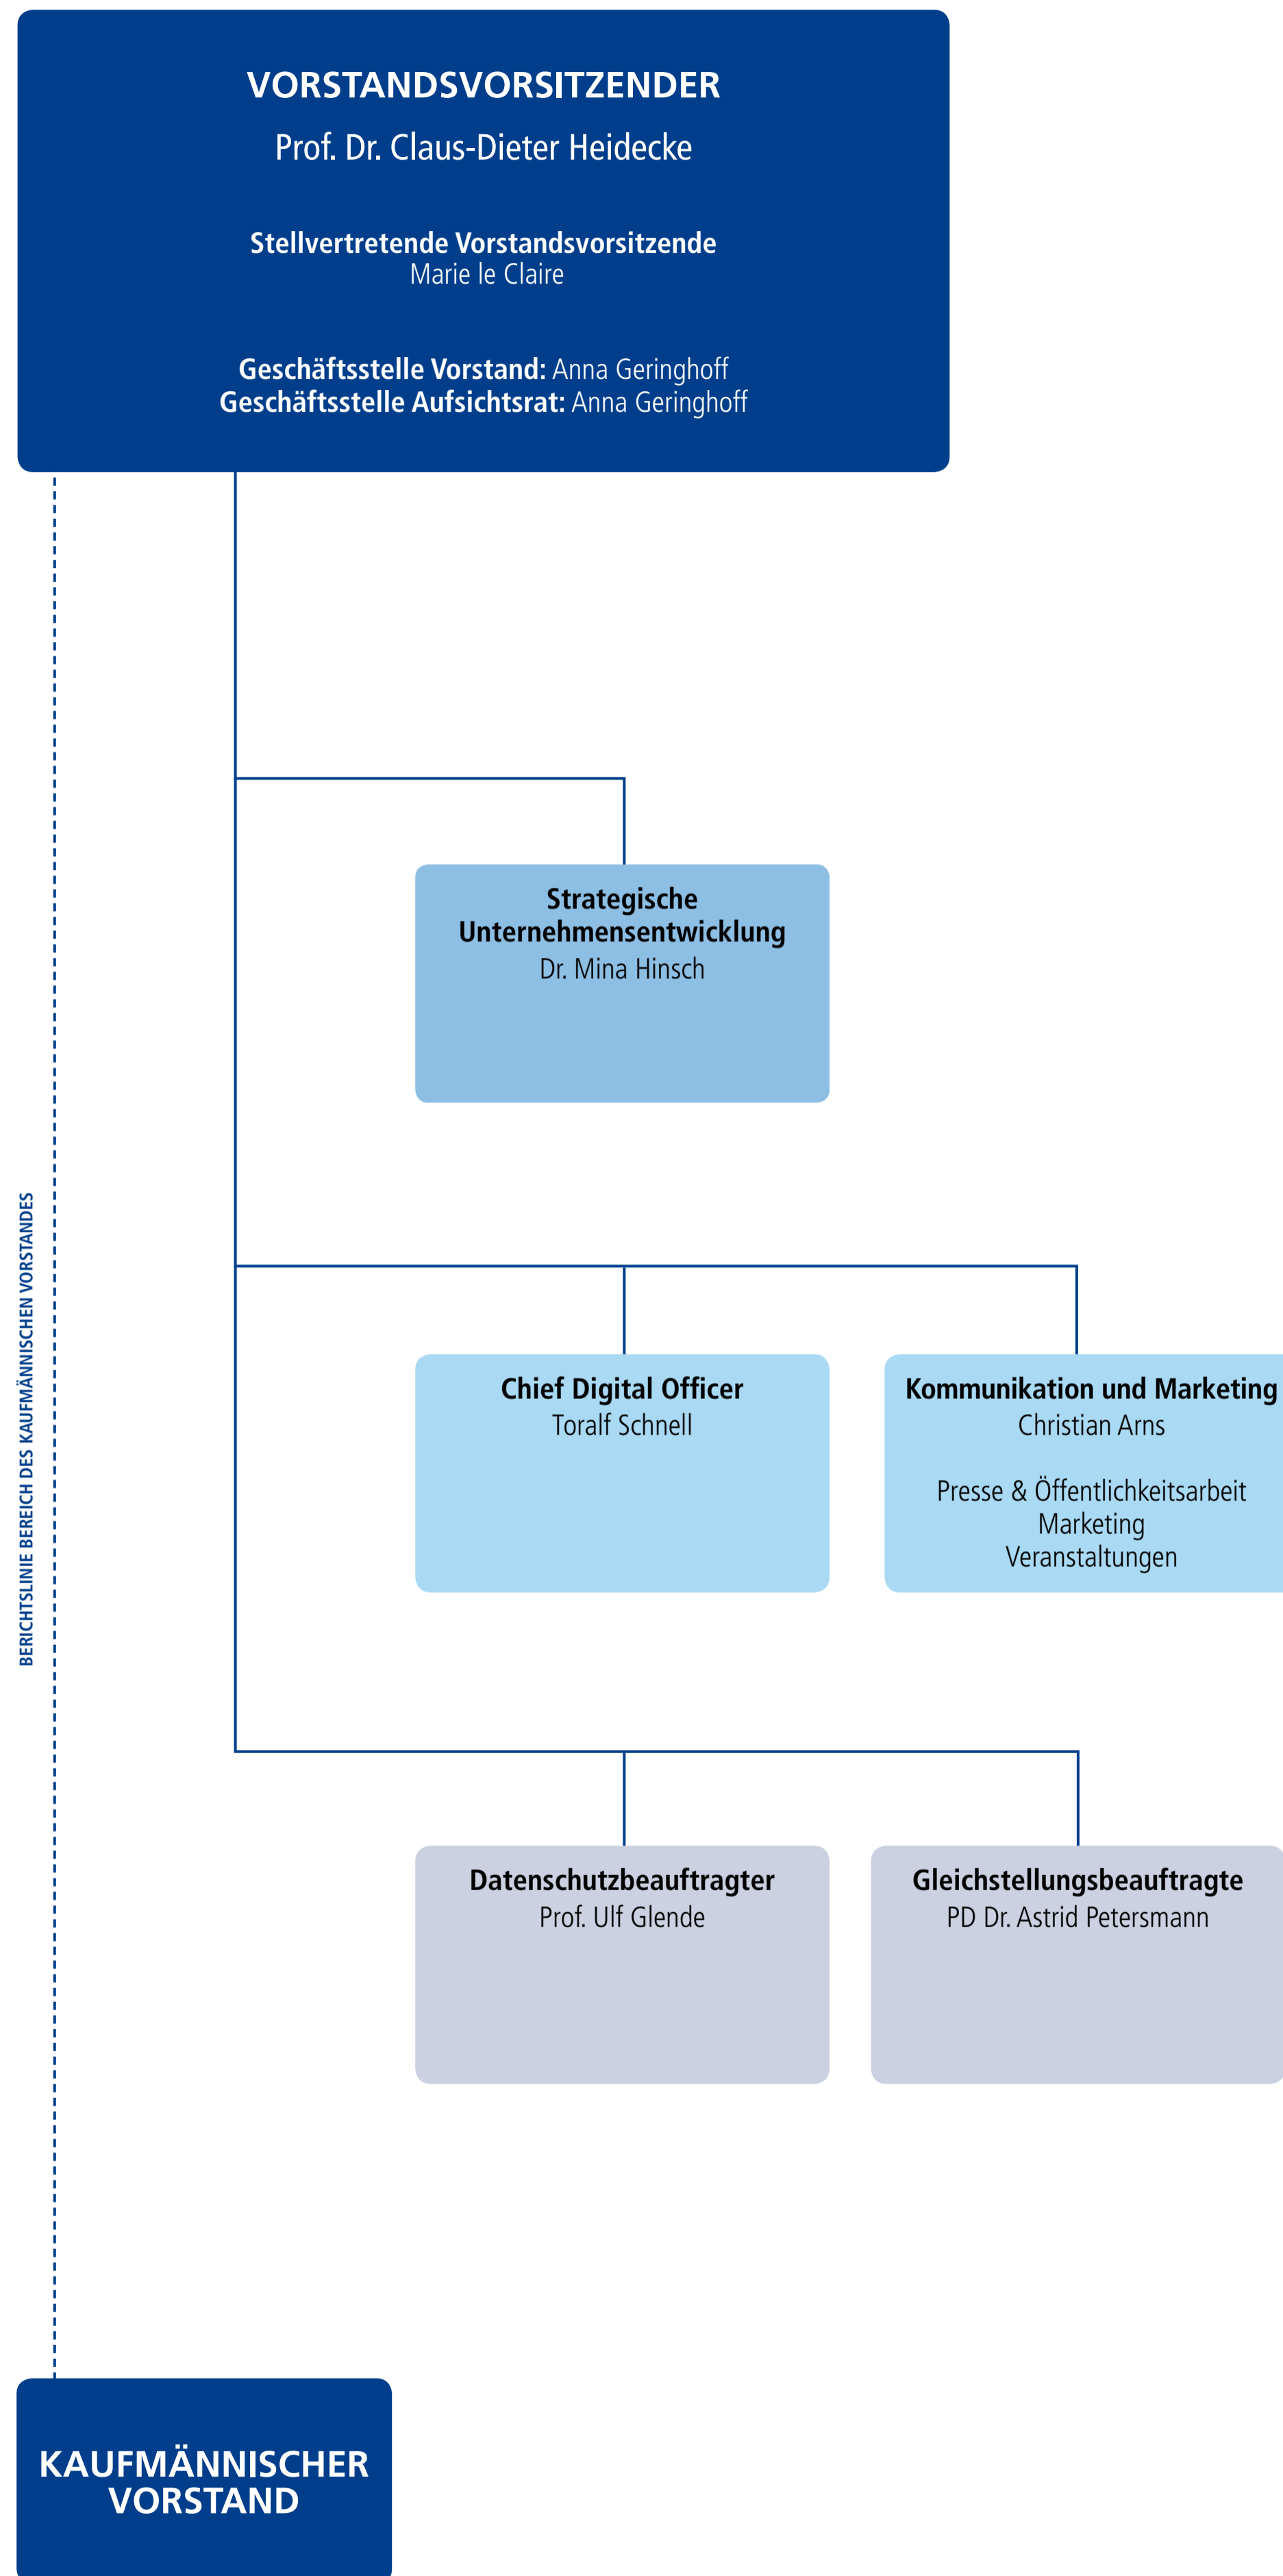 VORSTANDSVORSITZENDER
Prof. Dr. Claus-Dieter Heidecke
Stellvertretende Vorstandsvorsitzende
Marie le Claire
Geschäftsstelle Vorstand: Anna Geringhoff
Geschäftsstelle Aufsichtsrat: Anna Geringhoff
Strategische
Unternehmensentwicklung
Dr. Mina Hinsch
BERICHTSLINIE BEREICH DES KAUFMÄNNISCHEN VORSTANDES
Chief Digital Officer
Toralf Schnell
Kommunikation und Marketing
Christian Arns
Presse & Öffentlichkeitsarbeit
Marketing
Veranstaltungen
Datenschutzbeauftragter
Prof. Ulf Glende
Gleichstellungsbeauftragte
PD Dr. Astrid Petersmann
KAUFMÄNNISCHER
VORSTAND